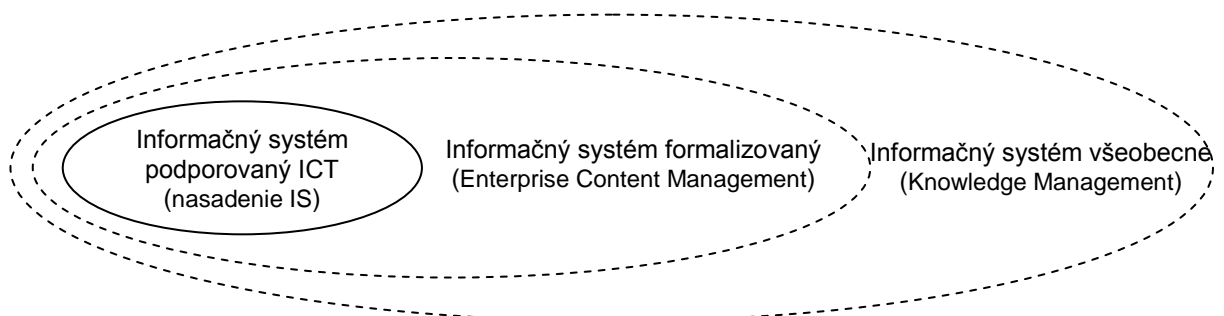 Informačný systém
podporovaný ICT
(nasadenie IS)
Informačný systém formalizovaný
(Enterprise Content Management)
Informačný systém všeobecne
(Knowledge Management)